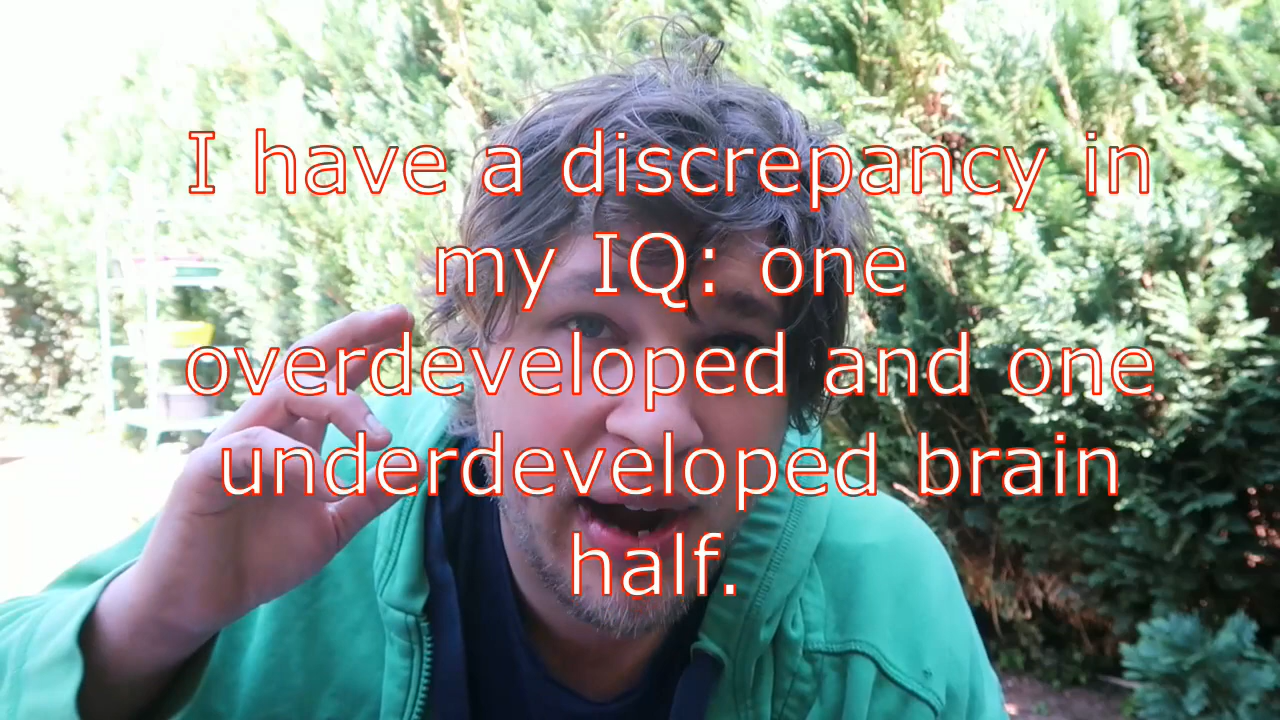 I have a discrepancy in
my IQ: one
overdeveloped and one
underdeveloped brain
half.